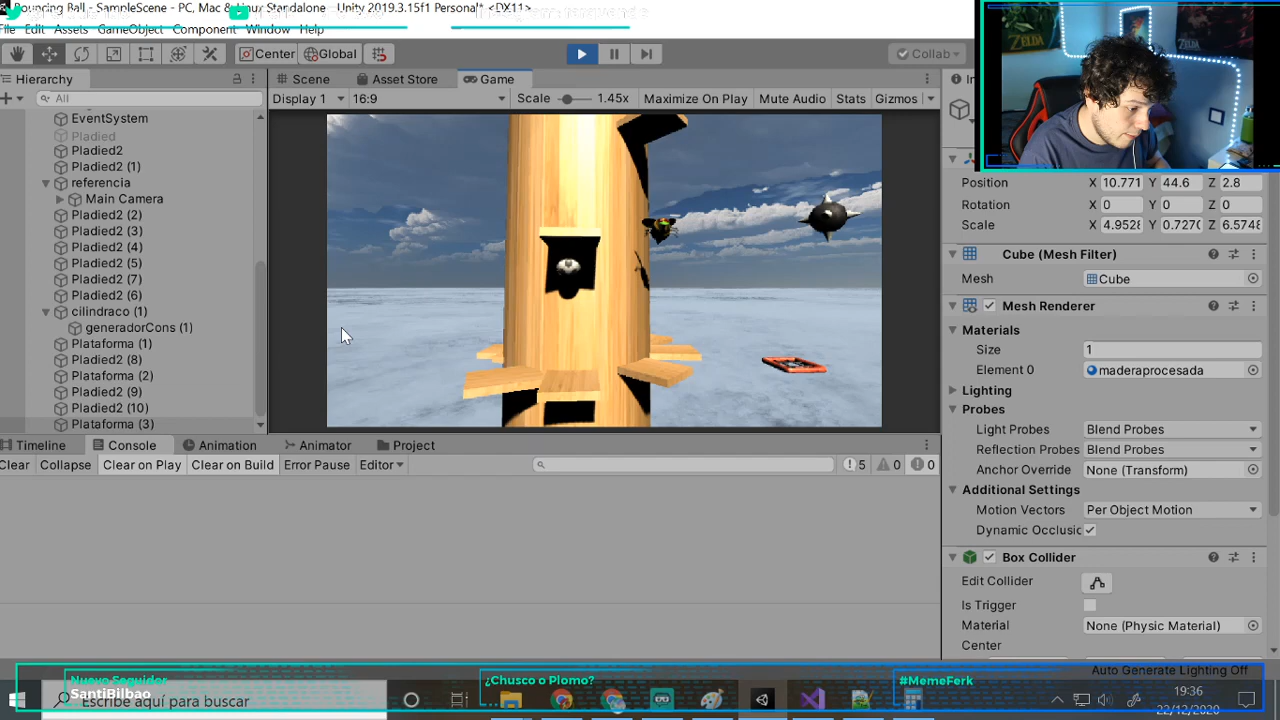 Bouncing Ball - SampleScene - PC, Mac & Linux Standalone - Unity 2019.3.15f1 Personal* <DX11>
File Edit Assets GameObject Component Window Help
Center Global Collab
Hierarchy Scene Asset Store Game
All Display 1 16:9 Scale 1.45x Maximize On Play Mute Audio Stats Gizmos
EventSystem
Pladied
Pladied2
Pladied2 (1)
referencia
Main Camera
Pladied2 (2)
Pladied2 (3)
Pladied2 (4)
Pladied2 (5)
Pladied2 (7)
Pladied2 (6)
cilindraco (1)
generadorCons (1)
Plataforma (1)
Pladied2 (8)
Plataforma (2)
Pladied2 (9)
Pladied2 (10)
Plataforma (3)
ZELDA
ZELDA
Position X 10.771 Y 44.6 Z 2.8
Rotation X 0 Y 0 Z 0
Scale X 4.9528 Y 0.7270 Z 6.5748
Cube (Mesh Filter)
Mesh Cube
Mesh Renderer
Materials
Size 1
Element 0 maderaprocesada
Lighting
Probes
Light Probes Blend Probes
Reflection Probes Blend Probes
Anchor Override None (Transform)
Additional Settings
Motion Vectors Per Object Motion
Dynamic Occlusic
Box Collider
Edit Collider
Is Trigger
Material None (Physic Material)
Center
Auto Generate Lighting Off
Timeline Console Animation Animator Project
Clear Collapse Clear on Play Clear on Build Error Pause Editor 5 0 0
Nuevo Seguidor
SantiBilbao
Escribe aquí para buscar
¿Chusco o Plomo?
#MemeFerk
19:36
22/12/2020